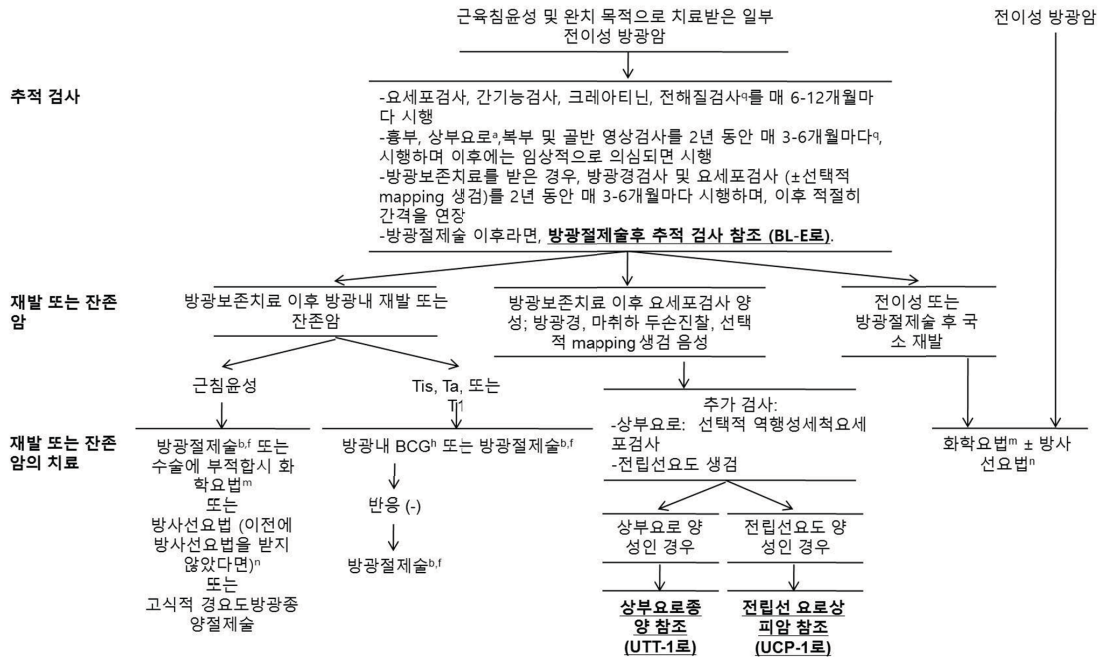 근육침윤성 및 완치 목적으로 치료받은 일부
전이성 방광암
전이성 방광암
추적 검사
-요세포검사, 간기능검사, 크레아티닌, 전해질검사q를 매 6-12개월마
다 시행
-흉부, 상부요로a,복부 및 골반 영상검사를 2년 동안 매 3-6개월마다q,
시행하며 이후에는 임상적으로 의심되면 시행
-방광보존치료를 받은 경우, 방광경검사 및 요세포검사 (±선택적
mapping 생검)를 2년 동안 매 3-6개월마다 시행하며, 이후 적절히
간격을 연장
-방광절제술 이후라면, 방광절제술후 추적 검사 참조 (BL-E로).
재발 또는 잔존
암
방광보존치료 이후 방광내 재발 또는
잔존암
방광보존치료 이후 요세포검사 양
성; 방광경, 마취하 두손진찰, 선택
적 mapping 생검 음성
전이성 또는
방광절제술 후 국
소 재발
근침윤성
Tis, Ta, 또는
T1
추가 검사:
-상부요로: 선택적 역행성세척요세
포검사
-전립선요도 생검
재발 또는 잔존
암의 치료
방광절제술b,f 또는
수술에 부적합시 화
학요법m
또는
방사선요법 (이전에
방사선요법을 받지
않았다면)n
또는
고식적 경요도방광종
양절제술
방광내 BCGh 또는 방광절제술b,f
반응 (-)
방광절제술b,f
화학요법m ± 방사
선요법n
상부요로 양
성인 경우
전립선요도 양
성인 경우
상부요로종
양 참조
(UTT-1로)
전립선 요로상
피암 참조
(UCP-1로)